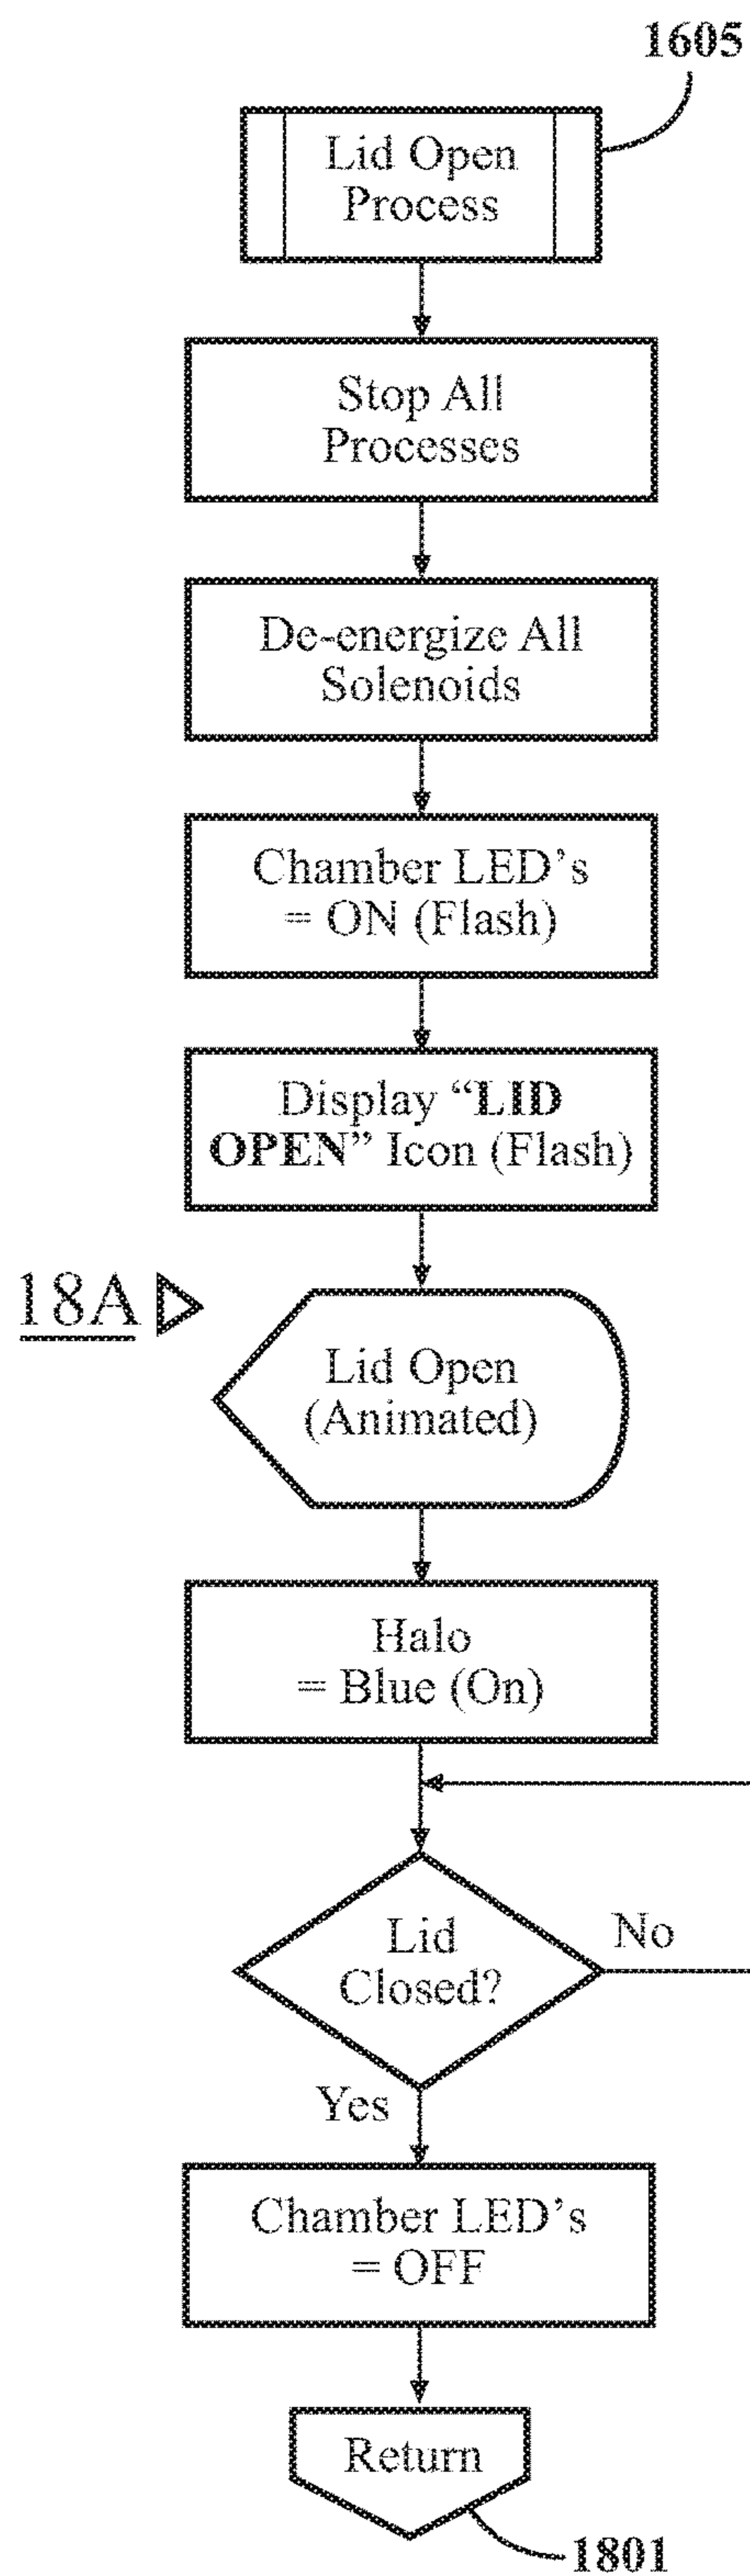 1605
Lid Open
Process
Stop All
Processes
De-energize All
Solenoids
Chamber LED's
= ON (Flash)
Display “LID
OPEN” Icon (Flash)
18A
Lid Open
(Animated)
Halo
= Blue (On)
Lid
Closed?
No
Yes
Chamber LED's
= OFF
Return
1801